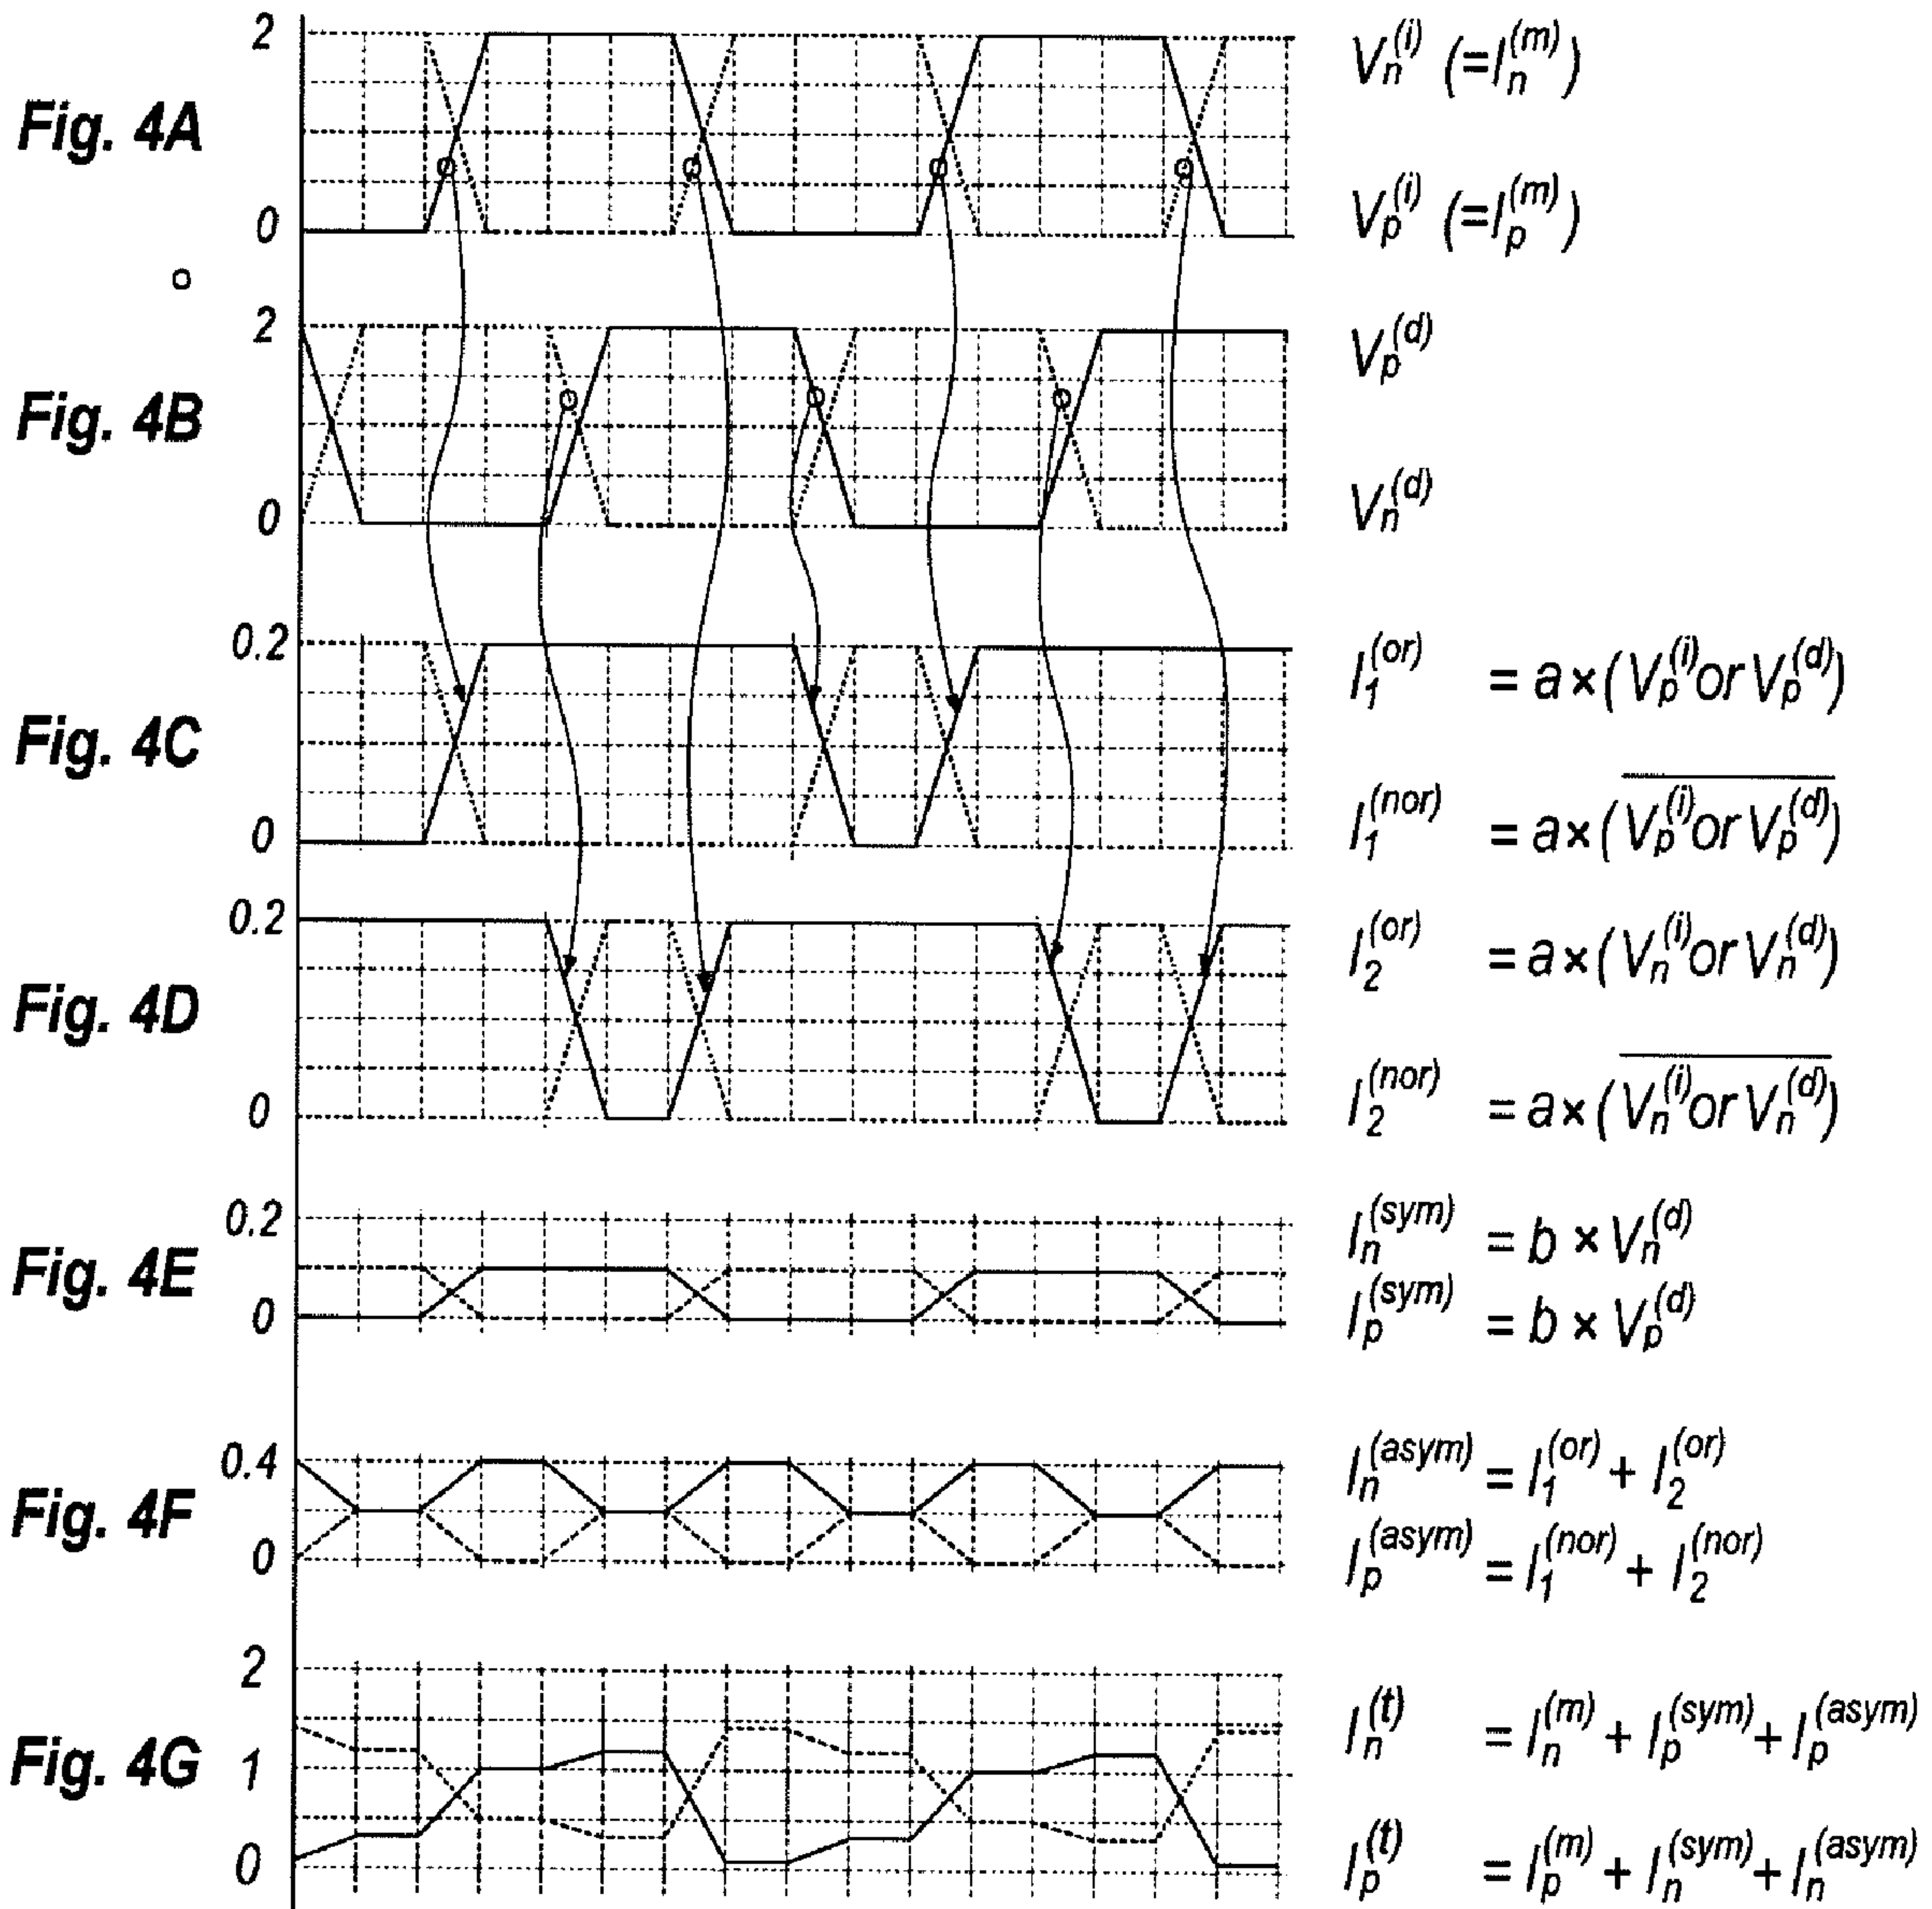 2
V_n^(i) (=I_n^(m))
Fig. 4A
V_p^(i) (=I_p^(m))
0
o
2
V_p^(d)
Fig. 4B
V_n^(d)
0
0.2
I_1^(or) = a × (V_p^(i) or V_p^(d))
Fig. 4C
I_1^(nor) = a × (V̅_p^(i) or V_p^(d)̅)
0
0.2
I_2^(or) = a × (V_n^(i) or V_n^(d))
Fig. 4D
I_2^(nor) = a × (V̅_n^(i) or V_n^(d)̅)
0
0.2
I_n^(sym) = b × V_n^(d)
Fig. 4E
I_p^(sym) = b × V_p^(d)
0
0.4
I_n^(asym) = I_1^(or) + I_2^(or)
Fig. 4F
I_p^(asym) = I_1^(nor) + I_2^(nor)
0
2
I_n^(t) = I_n^(m) + I_p^(sym) + I_p^(asym)
Fig. 4G
1
0
I_p^(t) = I_p^(m) + I_n^(sym) + I_n^(asym)